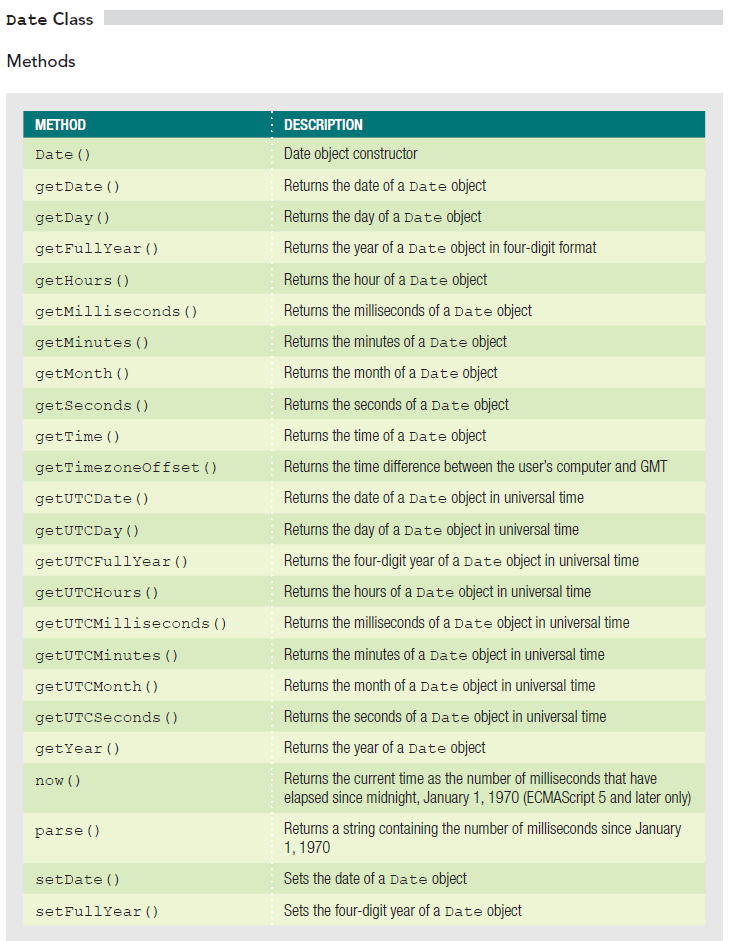 Date Class
Methods
METHOD DESCRIPTION
Date() Date object constructor
getDate() Returns the date of a Date object
getDay() Returns the day of a Date object
getFullYear() Returns the year of a Date object in four-digit format
getHours() Returns the hour of a Date object
getMilliseconds() Returns the milliseconds of a Date object
getMinutes() Returns the minutes of a Date object
getMonth() Returns the month of a Date object
getSeconds() Returns the seconds of a Date object
getTime() Returns the time of a Date object
getTimezoneOffset() Returns the time difference between the user's computer and GMT
getUTCDate() Returns the date of a Date object in universal time
getUTCDay() Returns the day of a Date object in universal time
getUTCFullYear() Returns the four-digit year of a Date object in universal time
getUTCHours() Returns the hours of a Date object in universal time
getUTCMilliseconds() Returns the milliseconds of a Date object in universal time
getUTCMinutes() Returns the minutes of a Date object in universal time
getUTCMonth() Returns the month of a Date object in universal time
getUTCSeconds() Returns the seconds of a Date object in universal time
getYear() Returns the year of a Date object
now() Returns the current time as the number of milliseconds that have
elapsed since midnight, January 1, 1970 (ECMAScript 5 and later only)
parse() Returns a string containing the number of milliseconds since January
1, 1970
setDate() Sets the date of a Date object
setFullYear() Sets the four-digit year of a Date object